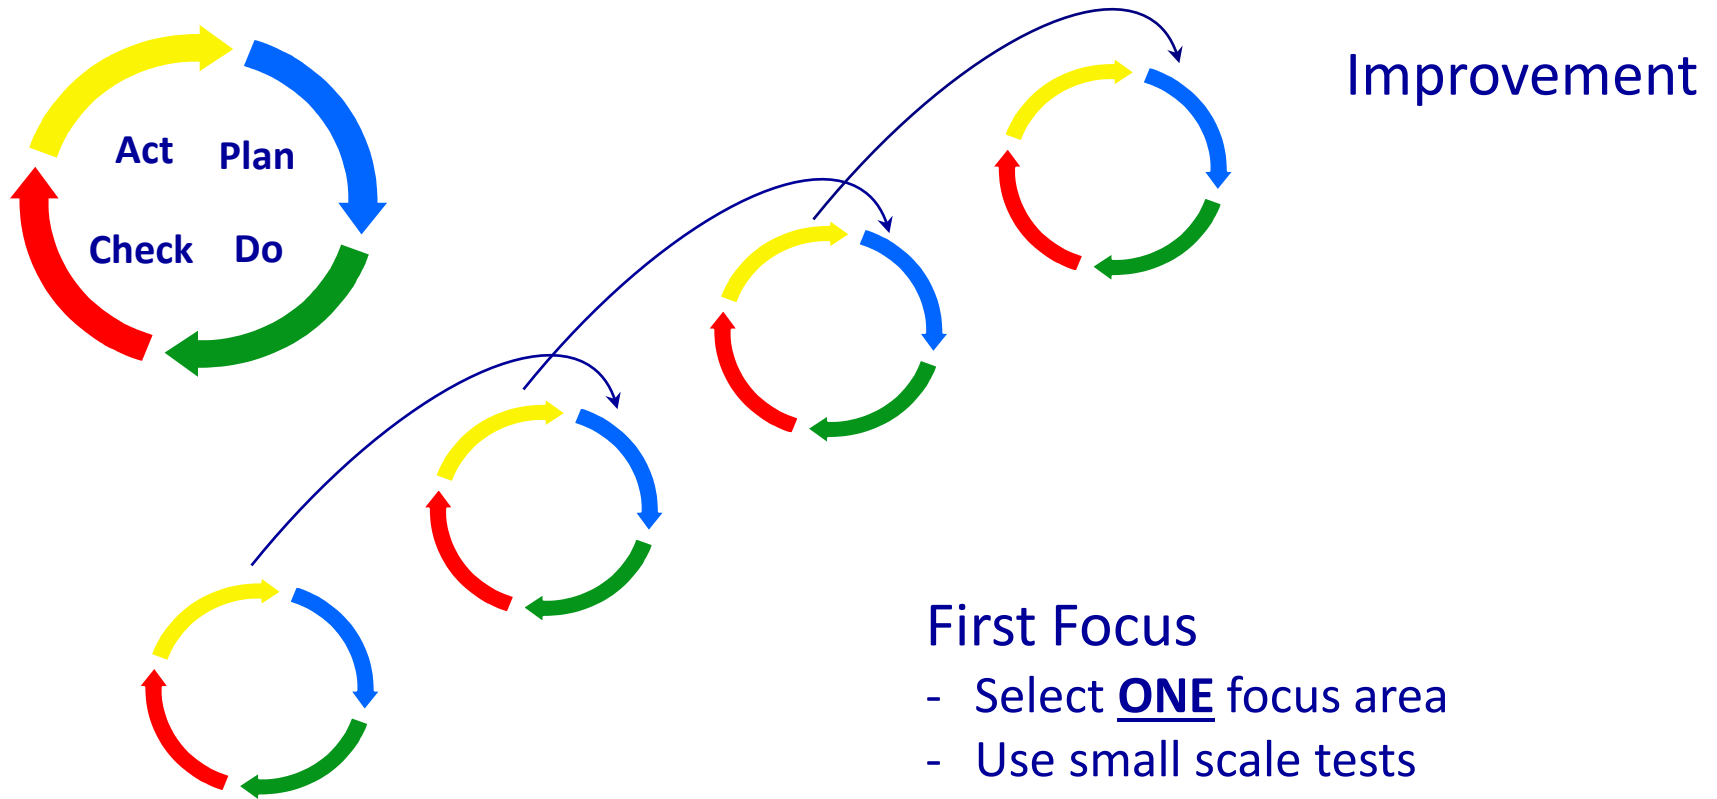 Improvement
Act Plan
Check Do
First Focus
- Select ONE focus area
- Use small scale tests